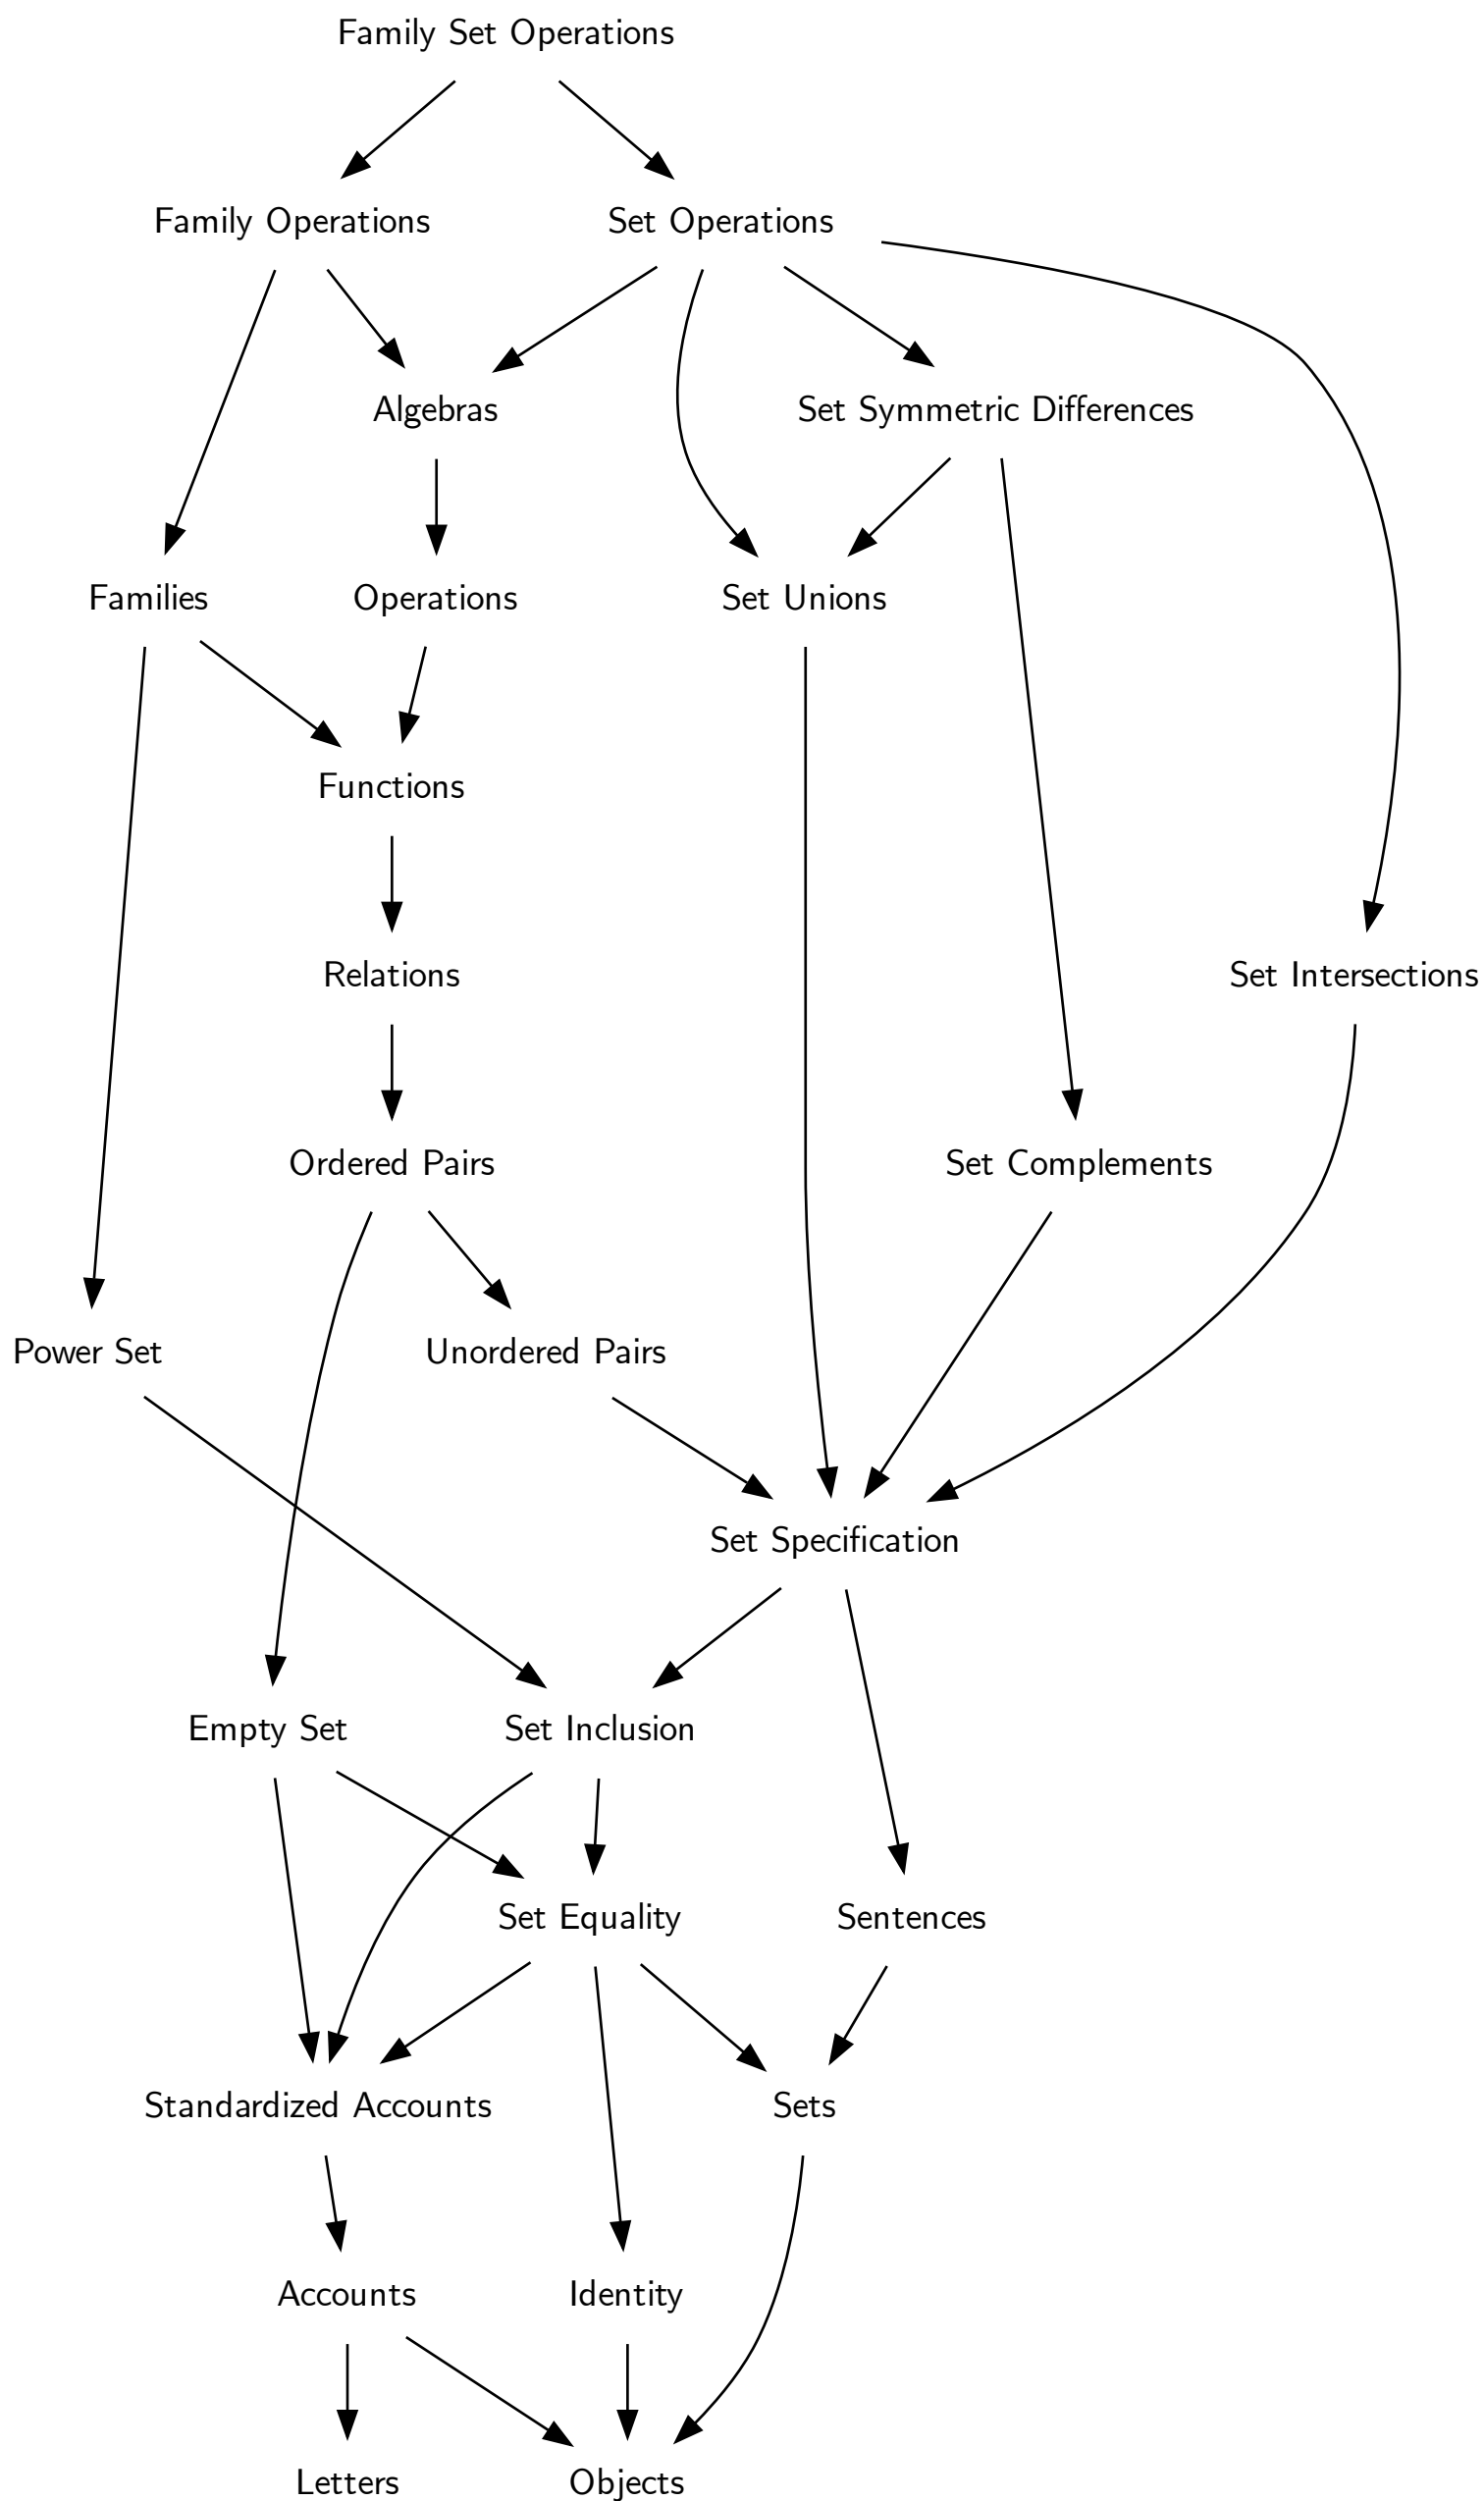 Family Set Operations
Family Operations
Set Operations
Algebras
Set Symmetric Differences
Families
Operations
Set Unions
Functions
Relations
Set Intersections
Ordered Pairs
Set Complements
Power Set
Unordered Pairs
Set Specification
Empty Set
Set Inclusion
Set Equality
Sentences
Standardized Accounts
Sets
Accounts
Identity
Letters
Objects